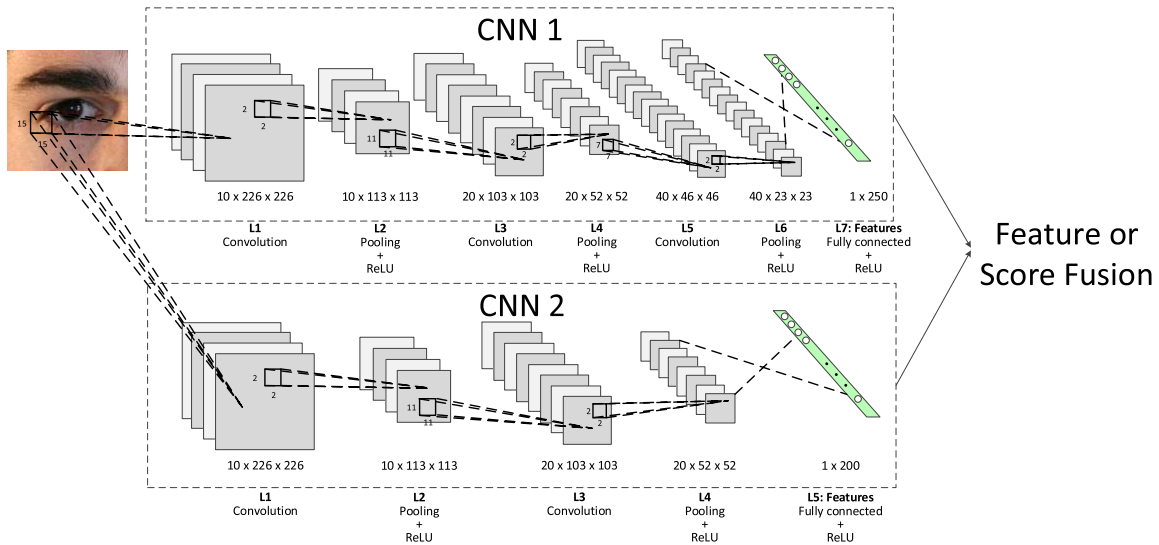 CNN 1
15
15
2
2
11
11
2
2
7
7
2
2
10 x 226 x 226
10 x 113 x 113
20 x 103 x 103
20 x 52 x 52
40 x 46 x 46
40 x 23 x 23
1 x 250
L1
Convolution
L2
Pooling
+
ReLU
L3
Convolution
L4
Pooling
+
ReLU
L5
Convolution
L6
Pooling
+
ReLU
L7: Features
Fully connected
+
ReLU
Feature or
Score Fusion
CNN 2
2
2
11
11
2
2
10 x 226 x 226
10 x 113 x 113
20 x 103 x 103
20 x 52 x 52
1 x 200
L1
Convolution
L2
Pooling
+
ReLU
L3
Convolution
L4
Pooling
+
ReLU
L5: Features
Fully connected
+
ReLU